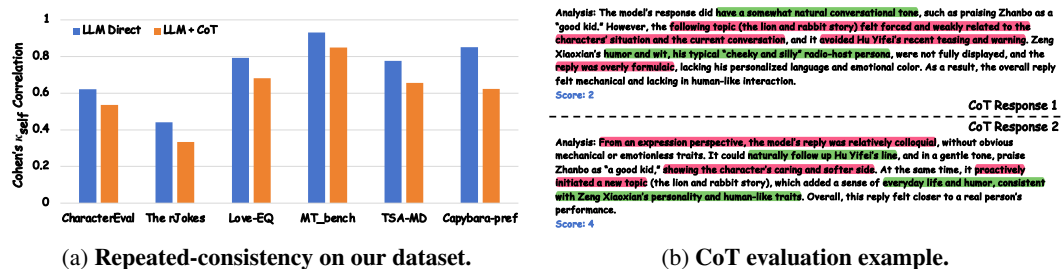 LLM Direct
LLM + CoT
Cohen's κself Correlation
1
0.8
0.6
0.4
0.2
0
CharacterEval
The rJokes
Love-EQ
MT_bench
TSA-MD
Capybara-pref
(a) Repeated-consistency on our dataset.
Analysis: The model's response did have a somewhat natural conversational tone, such as praising Zhanbo as a
"good kid." However, the following topic (the lion and rabbit story) felt forced and weakly related to the
characters' situation and the current conversation, and it avoided Hu Yifei's recent teasing and warning. Zeng
Xiaoxian's humor and wit, his typical "cheeky and silly" radio-host persona, were not fully displayed, and the
reply was overly formulaic, lacking his personalized language and emotional color. As a result, the overall reply
felt mechanical and lacking in human-like interaction.
Score: 2
CoT Response 1
CoT Response 2
Analysis: From an expression perspective, the model's reply was relatively colloquial, without obvious
mechanical or emotionless traits. It could naturally follow up Hu Yifei's line, and in a gentle tone, praise
Zhanbo as "a good kid," showing the character's caring and softer side. At the same time, it proactively
initiated a new topic (the lion and rabbit story), which added a sense of everyday life and humor, consistent
with Zeng Xiaoxian's personality and human-like traits. Overall, this reply felt closer to a real person's
performance.
Score: 4
(b) CoT evaluation example.